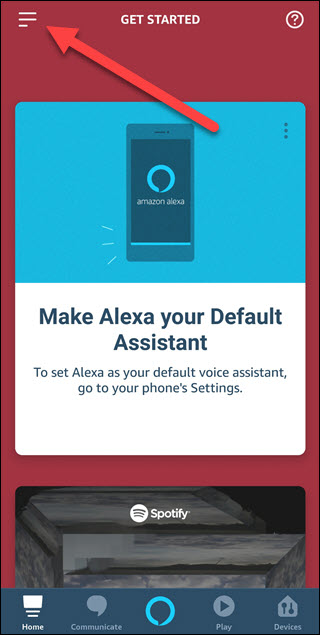 GET STARTED
amazon alexa
Make Alexa your Default
Assistant
To set Alexa as your default voice assistant,
go to your phone's Settings.
Spotify
Home Communicate Play Devices